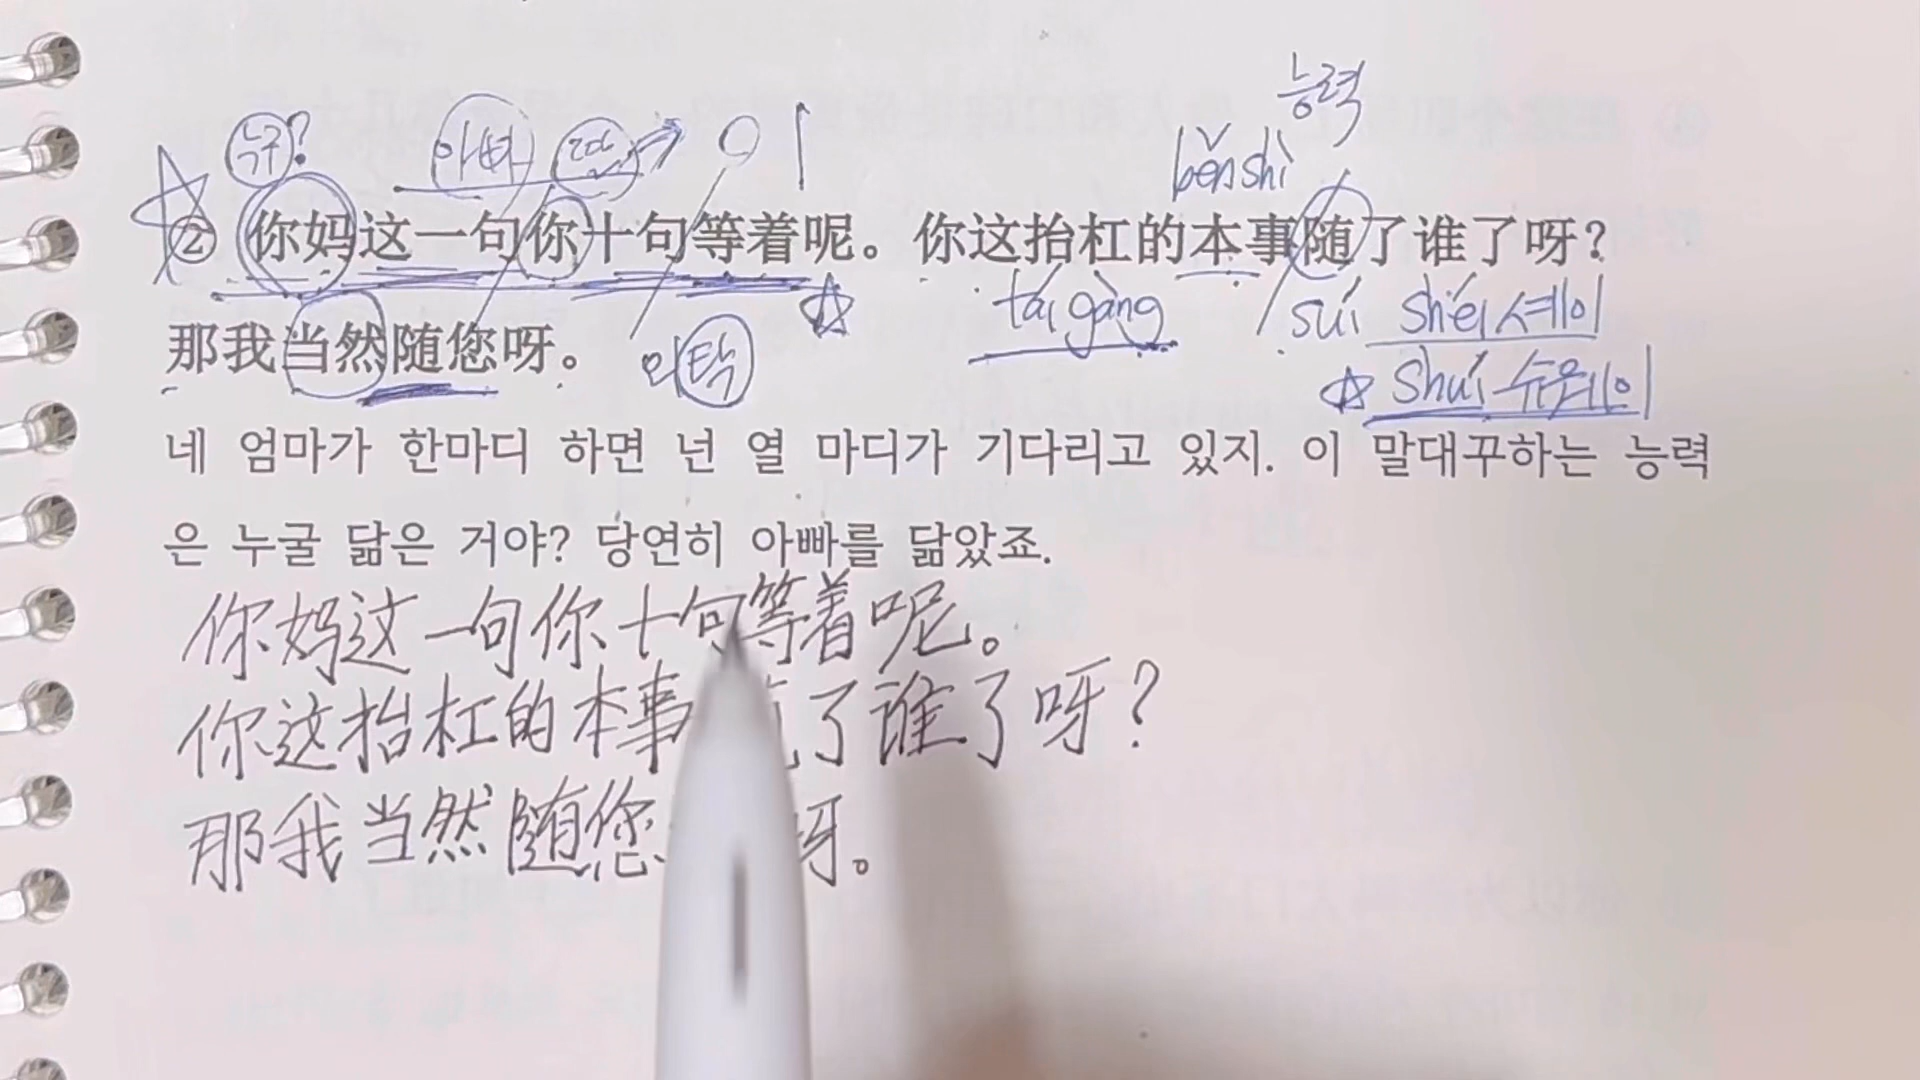 능력
běnshì
누구? 아빠 딸 이
② 你妈这一句你十句等着呢。你这抬杠的本事随了谁了呀?
táigàng suí shéi 셰이
那我当然随您呀。
shuí 슈웨이
네 엄마가 한마디 하면 넌 열 마디가 기다리고 있지. 이 말대꾸하는 능력
은 누굴 닮은 거야? 당연히 아빠를 닮았죠.
你妈这一句你十句等着呢。
你这抬杠的本事 了谁了呀?
那我当然随您 呀。